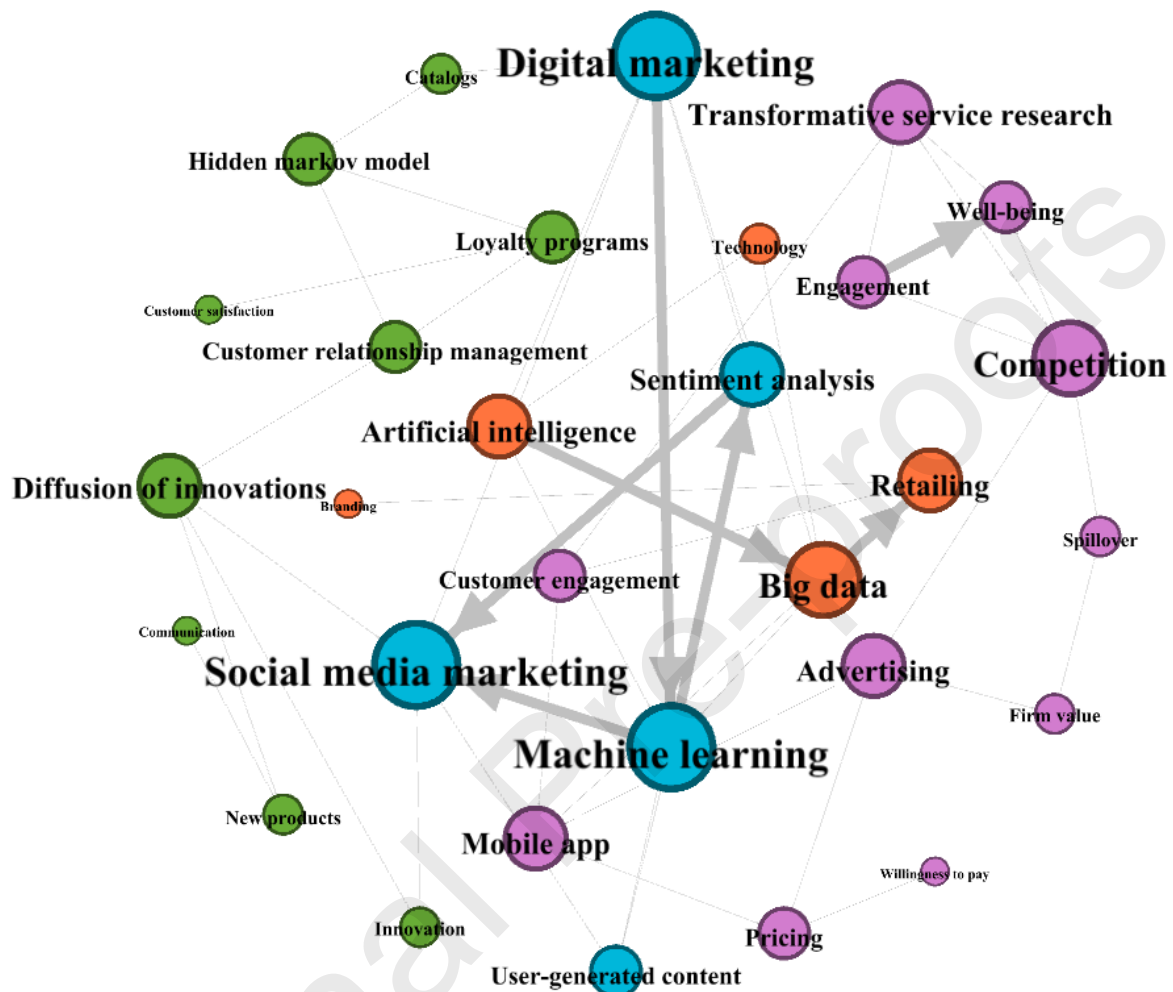 Digital marketing
Catalogs
Transformative service research
Hidden markov model
Well-being
Loyalty programs
Technology
Engagement
Customer satisfaction
Customer relationship management
Sentiment analysis
Competition
Artificial intelligence
Diffusion of innovations
Retailing
Branding
Spillover
Customer engagement
Big data
Communication
Social media marketing
Advertising
Firm value
Machine learning
New products
Mobile app
Willingness to pay
Innovation
Pricing
User-generated content
nal Pre-proofs